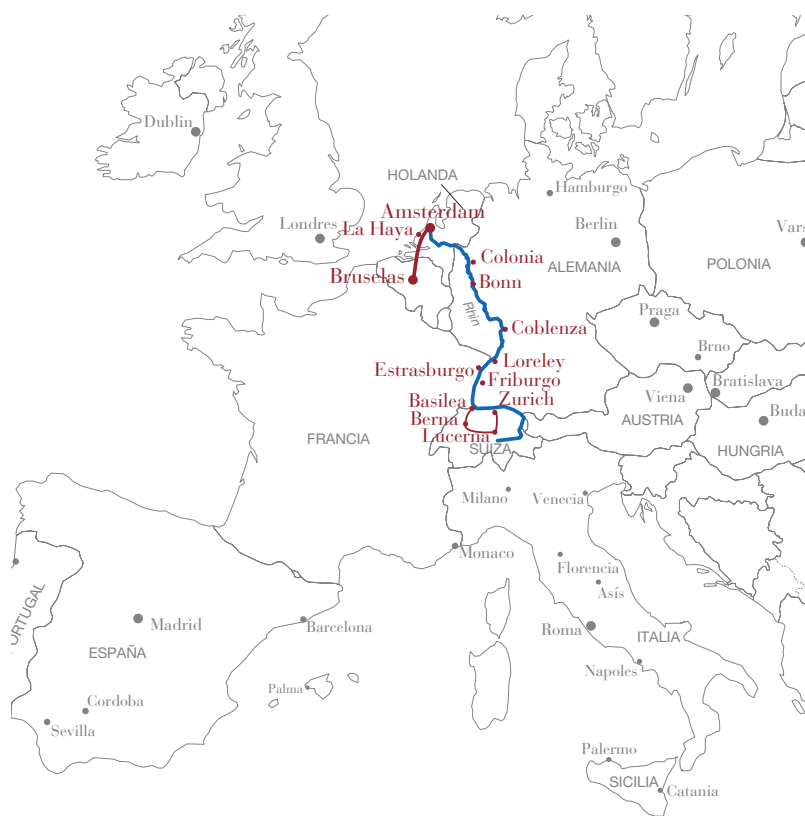 Dublin
HOLANDA
Hamburgo
Amsterdam
La Haya
Londres
Berlin
Vars
Colonia
ALEMANIA
POLONIA
Bruselas
Bonn
Rhin
Praga
Coblenza
Brno
Loreley
Estrasburgo
Friburgo
Viena
Bratislava
Basilea
Zurich
Berna
AUSTRIA
Buda
FRANCIA
Lucerna
SUIZA
HUNGRIA
Milano
Venecia
Monaco
Florencia
Asís
ORTUGAL
Madrid
Barcelona
Roma
ITALIA
ESPAÑA
Napoles
Palma
Cordoba
Sevilla
Palermo
SICILIA
Catania